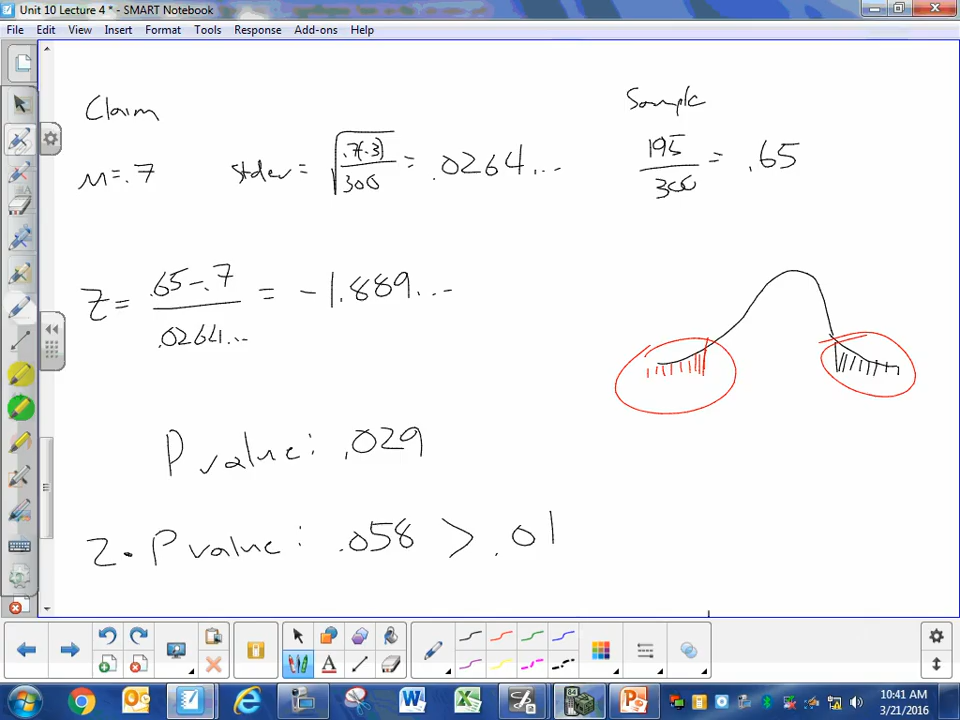 Unit 10 Lecture 4 * - SMART Notebook
File Edit View Insert Format Response Add-ons Help
Claim
Sample
μ=.7
stdev = √(.7(.3)/300) = .0264...
195/300 = .65
Z = (.65-.7)/.0264... = -1.889...
P value: .029
2 • P value: .058 > .01
10:41 AM
3/21/2016